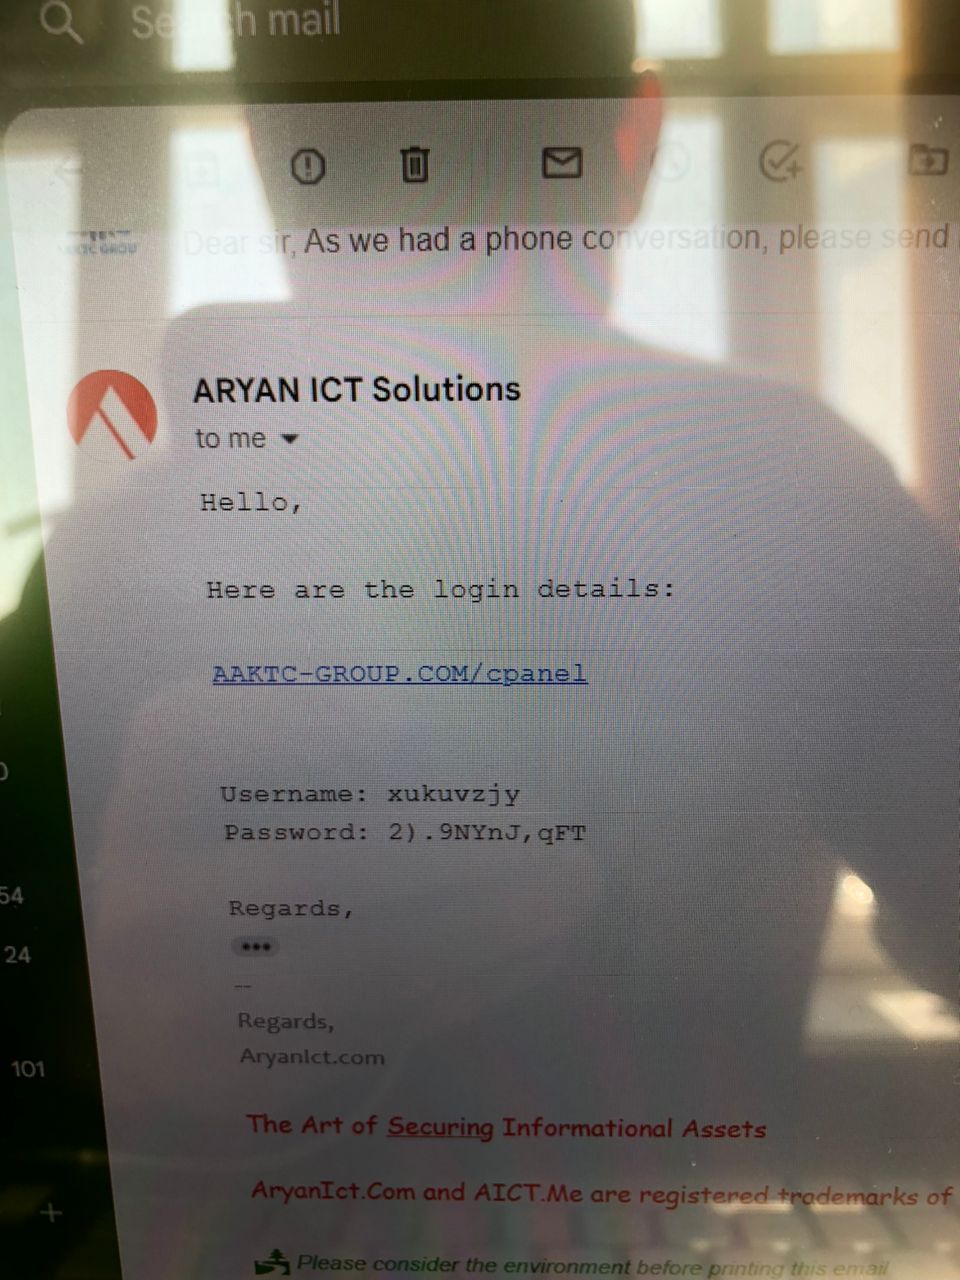 Search mail
Dear sir, As we had a phone conversation, please send
ARYAN ICT Solutions
to me
Hello,
Here are the login details:
AAKTC-GROUP.COM/cpanel
Username: xukuvzjy
Password: 2).9NYnJ,qFT
54
Regards,
24
--
Regards,
101
AryanIct.com
The Art of Securing Informational Assets
AryanIct.Com and AICT.Me are registered trademarks of
Please consider the environment before printing this email